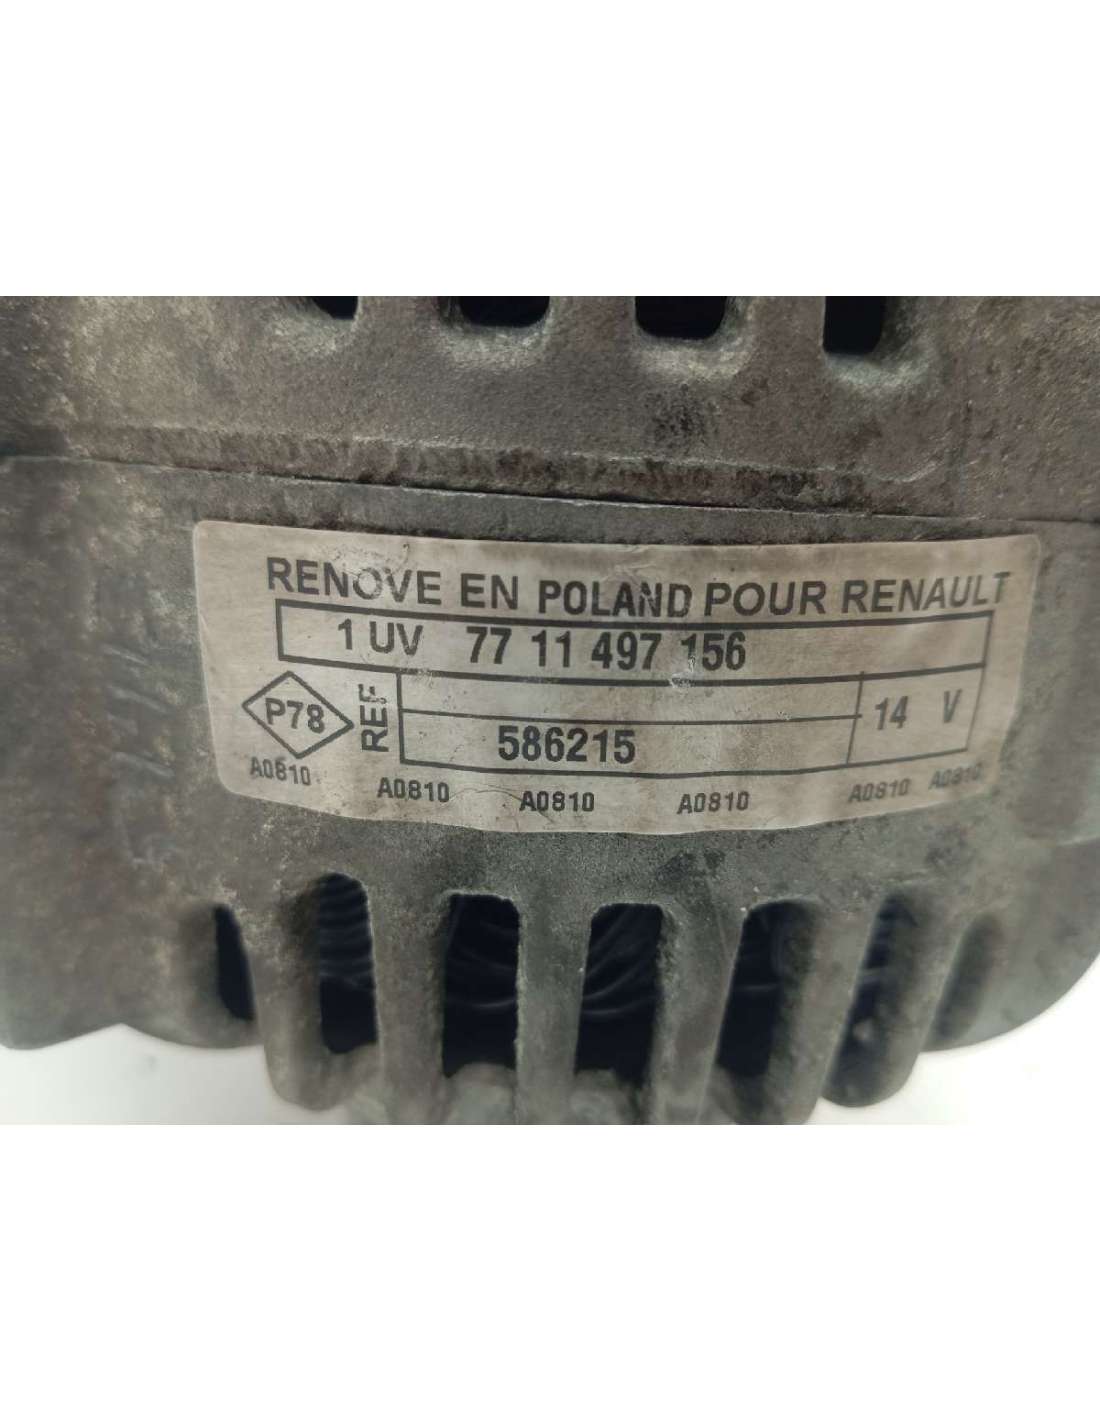 RENOVE EN POLAND POUR RENAULT
1 UV 77 11 497 156
P78
REF
586215
14 V
A0810 A0810 A0810 A0810 A0810 A0810